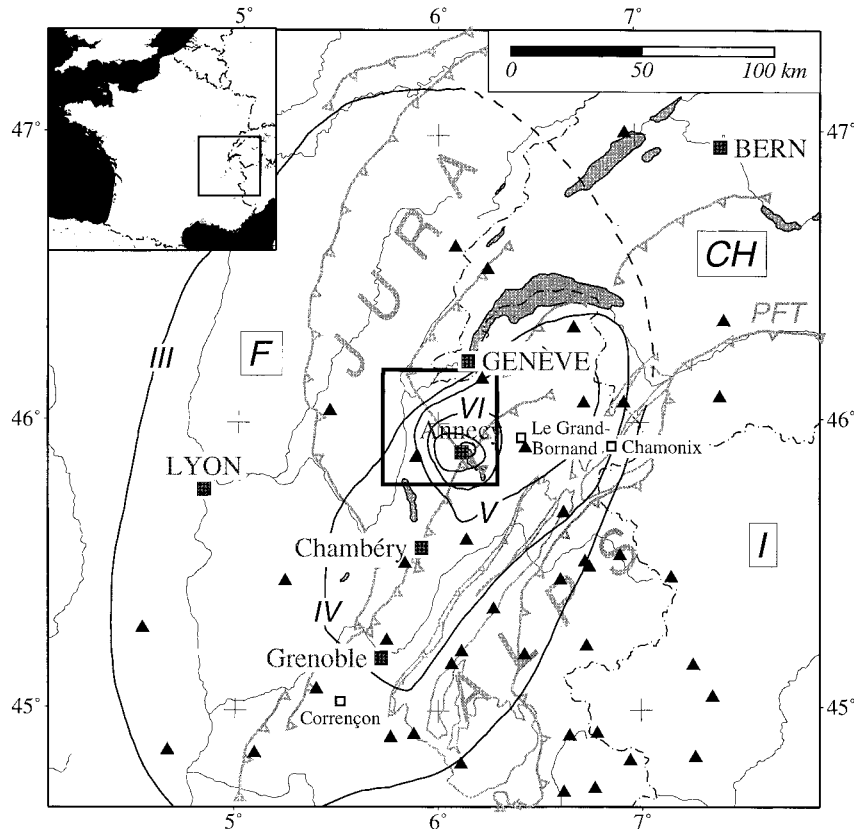 5° 6° 7°
0 50 100 km
47° 47°
BERN
JURA
CH
PFT
III
F
GENÈVE
46° 46°
VI
Annecy
Le Grand-
Bornand
Chamonix
LYON
V
I
Chambéry
ALPS
IV
Grenoble
45° 45°
Corrençon
5° 6° 7°